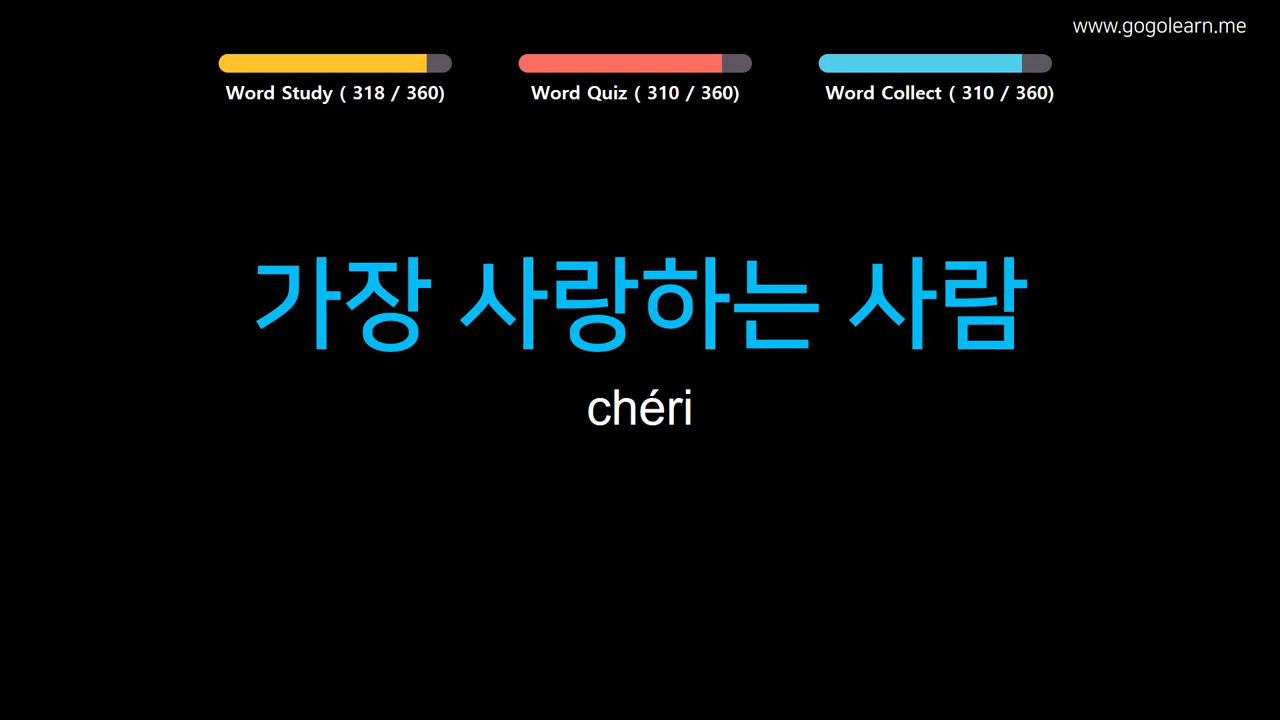 www.gogolearn.me
Word Study ( 318 / 360)
Word Quiz ( 310 / 360)
Word Collect ( 310 / 360)
가장 사랑하는 사람
chéri